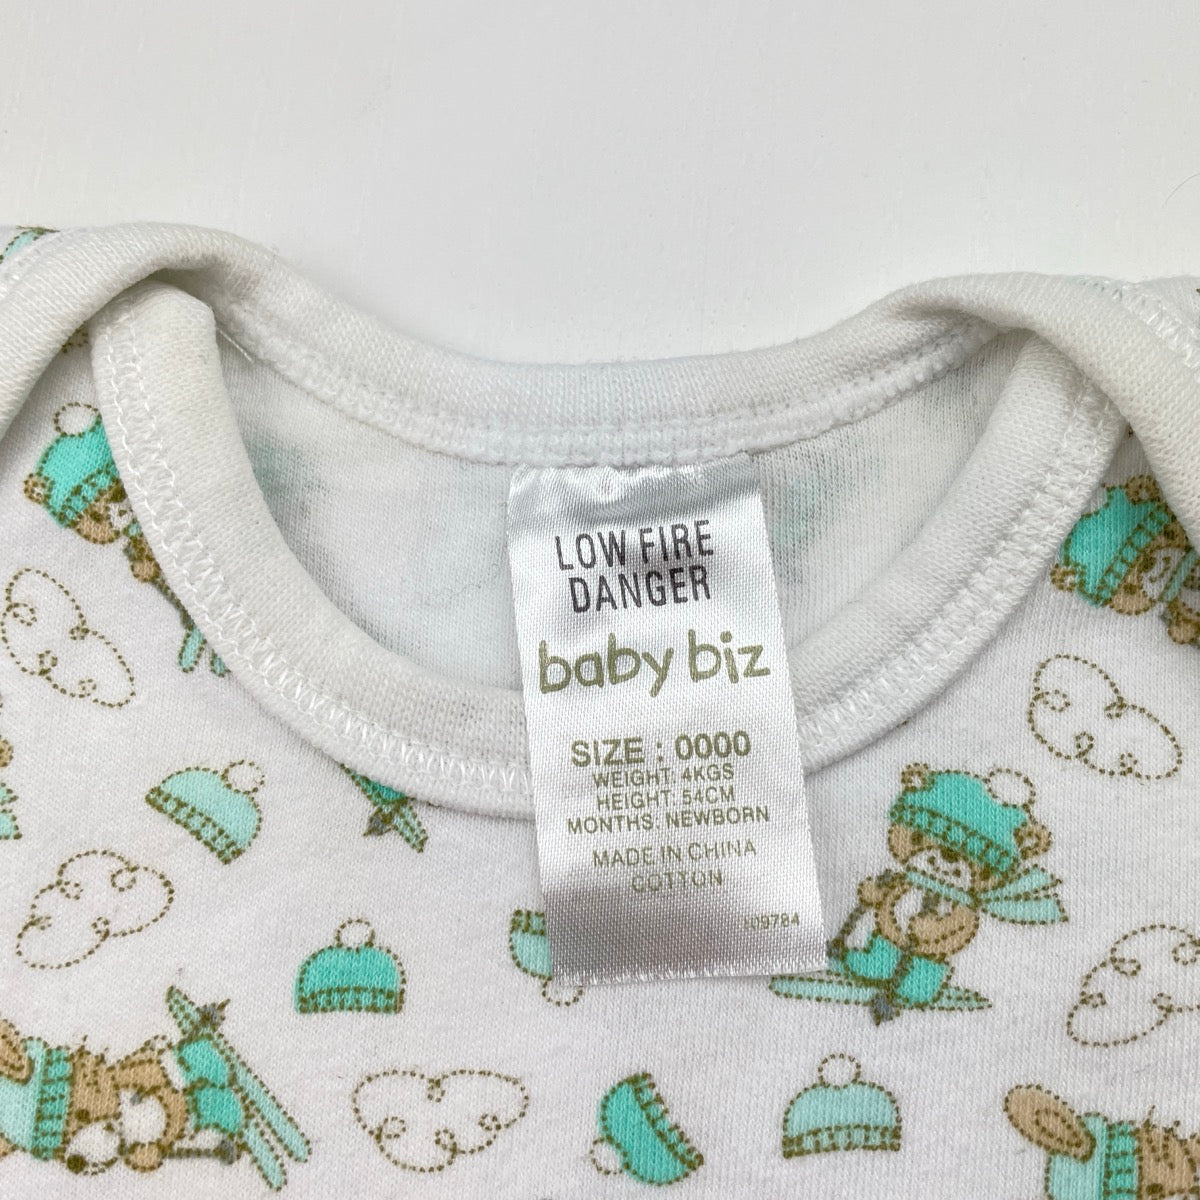 LOW FIRE
DANGER
baby biz
SIZE : 0000
WEIGHT: 4KGS
HEIGHT: 54CM
MONTHS: NEWBORN
MADE IN CHINA
COTTON